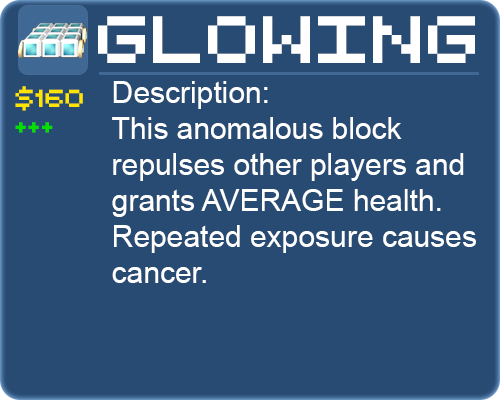 GLOWING
$160
+++
Description:
This anomalous block
repulses other players and
grants AVERAGE health.
Repeated exposure causes
cancer.